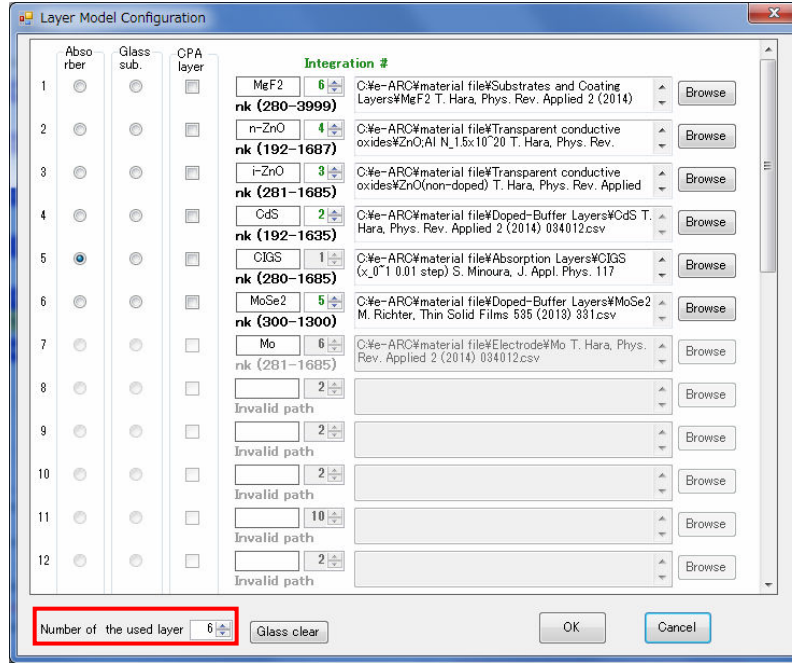 Layer Model Configuration
Abso
rber
Glass
sub.
CPA
layer
Integration #
1 MgF2 6 C:¥e-ARC¥material file¥Substrates and Coating Browse
Layers¥MgF2 T. Hara, Phys. Rev. Applied 2 (2014)
nk (280-3999)
2 n-ZnO 4 C:¥e-ARC¥material file¥Transparent conductive Browse
oxides¥ZnO;Al N_1.5x10~20 T. Hara, Phys. Rev.
nk (192-1687)
3 i-ZnO 3 C:¥e-ARC¥material file¥Transparent conductive Browse
oxides¥ZnO(non-doped) T. Hara, Phys. Rev. Applied
nk (281-1685)
4 CdS 2 C:¥e-ARC¥material file¥Doped-Buffer Layers¥CdS T. Browse
Hara, Phys. Rev. Applied 2 (2014) 034012.csv
nk (192-1635)
5 CIGS 1 C:¥e-ARC¥material file¥Absorption Layers¥CIGS Browse
(x_0~1 0.01 step) S. Minoura, J. Appl. Phys. 117
nk (280-1685)
6 MoSe2 5 C:¥e-ARC¥material file¥Doped-Buffer Layers¥MoSe2 Browse
M. Richter, Thin Solid Films 535 (2013) 331.csv
nk (300-1300)
7 Mo 6 C:¥e-ARC¥material file¥Electrode¥Mo T. Hara, Phys. Browse
Rev. Applied 2 (2014) 034012.csv
nk (281-1685)
8 2 Browse
Invalid path
9 2 Browse
Invalid path
10 2 Browse
Invalid path
11 10 Browse
Invalid path
12 2 Browse
Invalid path
Number of the used layer 6 Glass clear OK Cancel